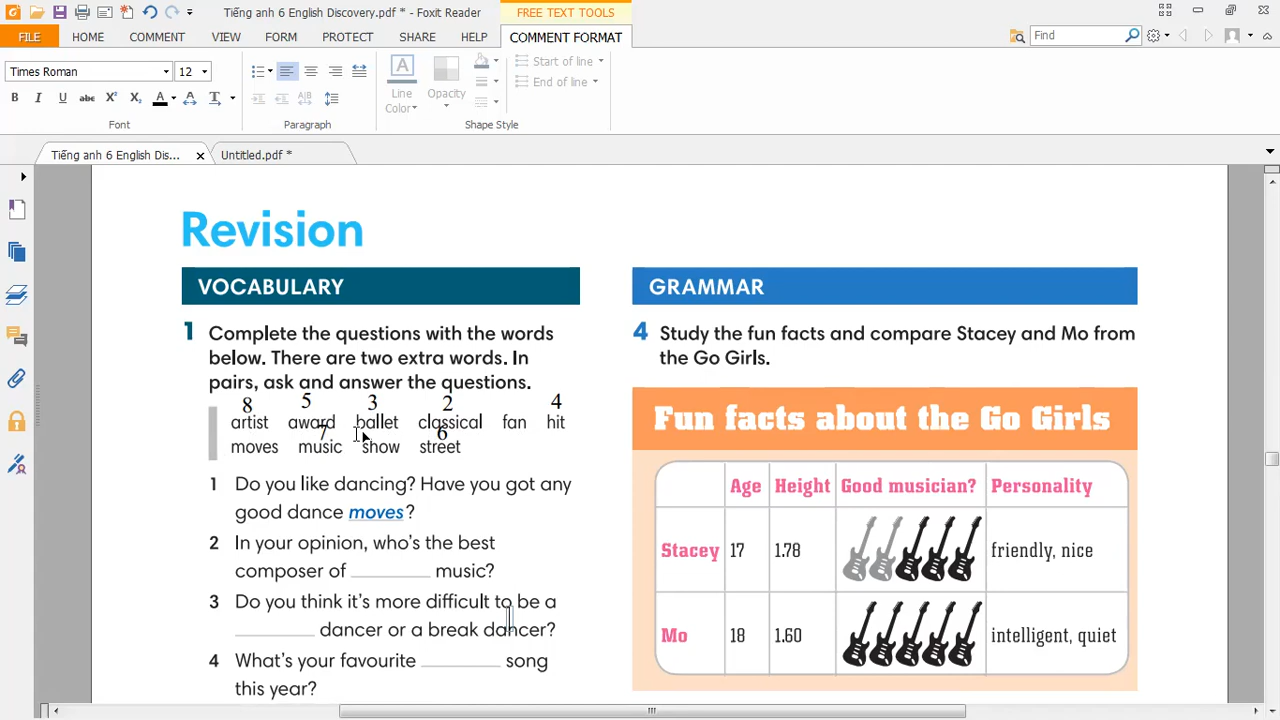 Tiếng anh 6 English Discovery.pdf * - Foxit Reader
FREE TEXT TOOLS
FILE HOME COMMENT VIEW FORM PROTECT SHARE HELP COMMENT FORMAT
Find
Times Roman 12
Start of line
End of line
Line Color
Opacity
B I U abc X² X₂ A A T
Font Paragraph Shape Style
Tiếng anh 6 English Dis... Untitled.pdf *
Revision
VOCABULARY
1 Complete the questions with the words
below. There are two extra words. In
pairs, ask and answer the questions.
8 5 3 2 4
artist award ballet classical fan hit
7 6
moves music show street
1 Do you like dancing? Have you got any
good dance moves?
2 In your opinion, who's the best
composer of ________ music?
3 Do you think it's more difficult to be a
________ dancer or a break dancer?
4 What's your favourite ________ song
this year?
GRAMMAR
4 Study the fun facts and compare Stacey and Mo from
the Go Girls.
Fun facts about the Go Girls
Age Height Good musician? Personality
Stacey 17 1.78 friendly, nice
Mo 18 1.60 intelligent, quiet